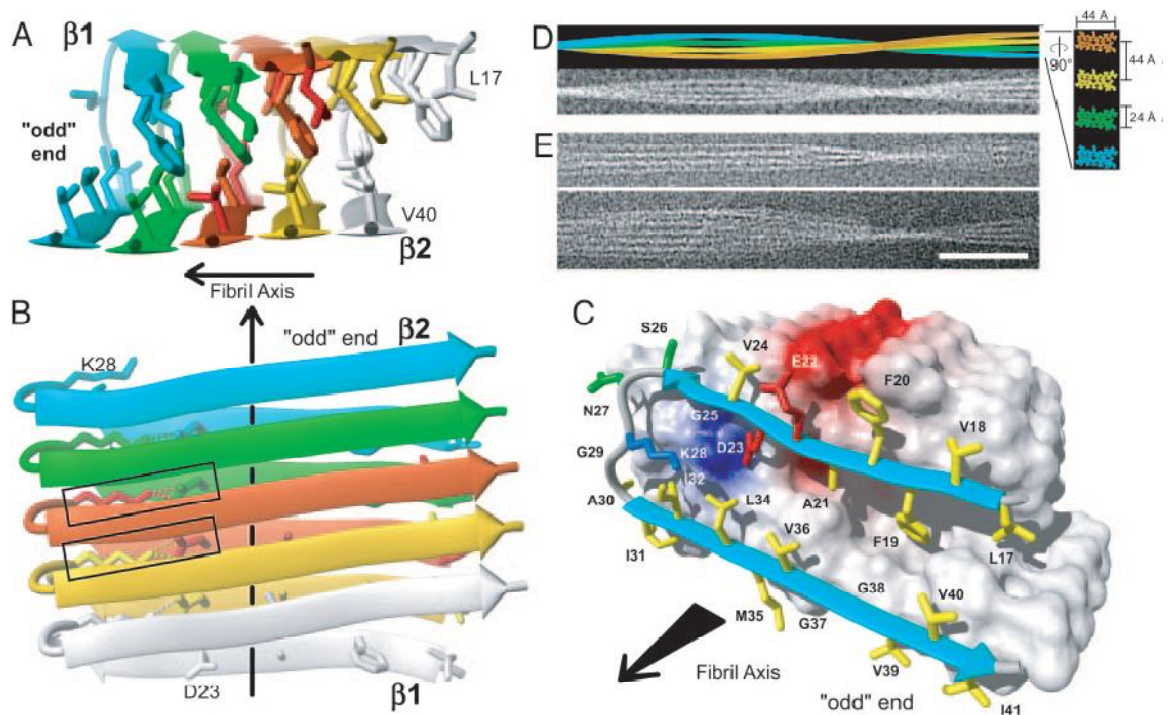 A
β1
L17
"odd"
end
V40
β2
Fibril Axis
B
"odd" end
β2
K28
D23
β1
D
90°
44 Å
44 Å
24 Å
E
C
S26
V24
E22
F20
N27
G25
V18
G29
K28
D23
I32
A30
L34
A21
V36
F19
L17
I31
G38
V40
M35
G37
Fibril Axis
V39
"odd" end
I41